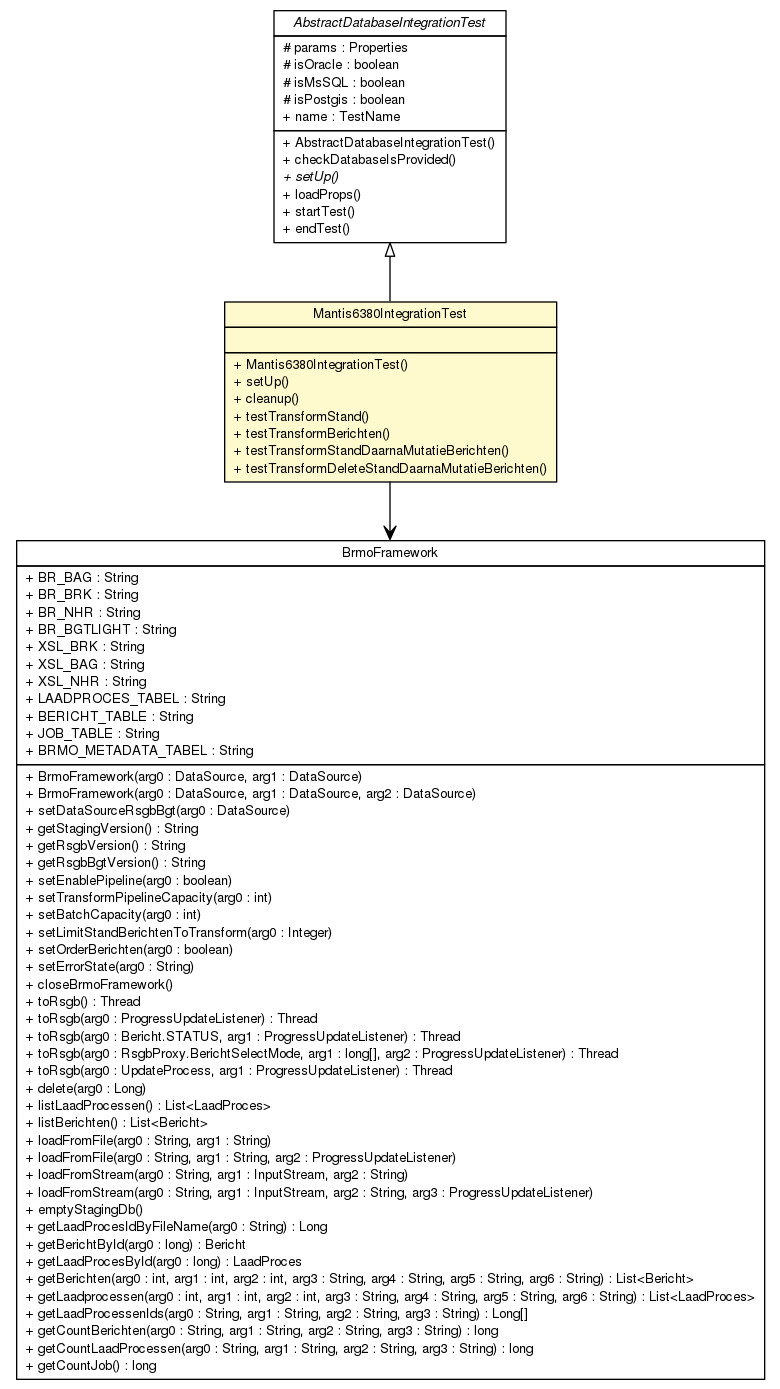 AbstractDatabaseIntegrationTest
# params : Properties
# isOracle : boolean
# isMsSQL : boolean
# isPostgis : boolean
+ name : TestName
+ AbstractDatabaseIntegrationTest()
+ checkDatabaseIsProvided()
+ setUp()
+ loadProps()
+ startTest()
+ endTest()
Mantis6380IntegrationTest
+ Mantis6380IntegrationTest()
+ setUp()
+ cleanup()
+ testTransformStand()
+ testTransformBerichten()
+ testTransformStandDaarnaMutatieBerichten()
+ testTransformDeleteStandDaarnaMutatieBerichten()
BrmoFramework
+ BR_BAG : String
+ BR_BRK : String
+ BR_NHR : String
+ BR_BGTLIGHT : String
+ XSL_BRK : String
+ XSL_BAG : String
+ XSL_NHR : String
+ LAADPROCES_TABEL : String
+ BERICHT_TABLE : String
+ JOB_TABLE : String
+ BRMO_METADATA_TABEL : String
+ BrmoFramework(arg0 : DataSource, arg1 : DataSource)
+ BrmoFramework(arg0 : DataSource, arg1 : DataSource, arg2 : DataSource)
+ setDataSourceRsgbBgt(arg0 : DataSource)
+ getStagingVersion() : String
+ getRsgbVersion() : String
+ getRsgbBgtVersion() : String
+ setEnablePipeline(arg0 : boolean)
+ setTransformPipelineCapacity(arg0 : int)
+ setBatchCapacity(arg0 : int)
+ setLimitStandBerichtenToTransform(arg0 : Integer)
+ setOrderBerichten(arg0 : boolean)
+ setErrorState(arg0 : String)
+ closeBrmoFramework()
+ toRsgb() : Thread
+ toRsgb(arg0 : ProgressUpdateListener) : Thread
+ toRsgb(arg0 : Bericht.STATUS, arg1 : ProgressUpdateListener) : Thread
+ toRsgb(arg0 : RsgbProxy.BerichtSelectMode, arg1 : long[], arg2 : ProgressUpdateListener) : Thread
+ toRsgb(arg0 : UpdateProcess, arg1 : ProgressUpdateListener) : Thread
+ delete(arg0 : Long)
+ listLaadProcessen() : List<LaadProces>
+ listBerichten() : List<Bericht>
+ loadFromFile(arg0 : String, arg1 : String)
+ loadFromFile(arg0 : String, arg1 : String, arg2 : ProgressUpdateListener)
+ loadFromStream(arg0 : String, arg1 : InputStream, arg2 : String)
+ loadFromStream(arg0 : String, arg1 : InputStream, arg2 : String, arg3 : ProgressUpdateListener)
+ emptyStagingDb()
+ getLaadProcesIdByFileName(arg0 : String) : Long
+ getBerichtById(arg0 : long) : Bericht
+ getLaadProcesById(arg0 : long) : LaadProces
+ getBerichten(arg0 : int, arg1 : int, arg2 : int, arg3 : String, arg4 : String, arg5 : String, arg6 : String) : List<Bericht>
+ getLaadprocessen(arg0 : int, arg1 : int, arg2 : int, arg3 : String, arg4 : String, arg5 : String, arg6 : String) : List<LaadProces>
+ getLaadProcessenIds(arg0 : String, arg1 : String, arg2 : String, arg3 : String) : Long[]
+ getCountBerichten(arg0 : String, arg1 : String, arg2 : String, arg3 : String) : long
+ getCountLaadProcessen(arg0 : String, arg1 : String, arg2 : String, arg3 : String) : long
+ getCountJob() : long